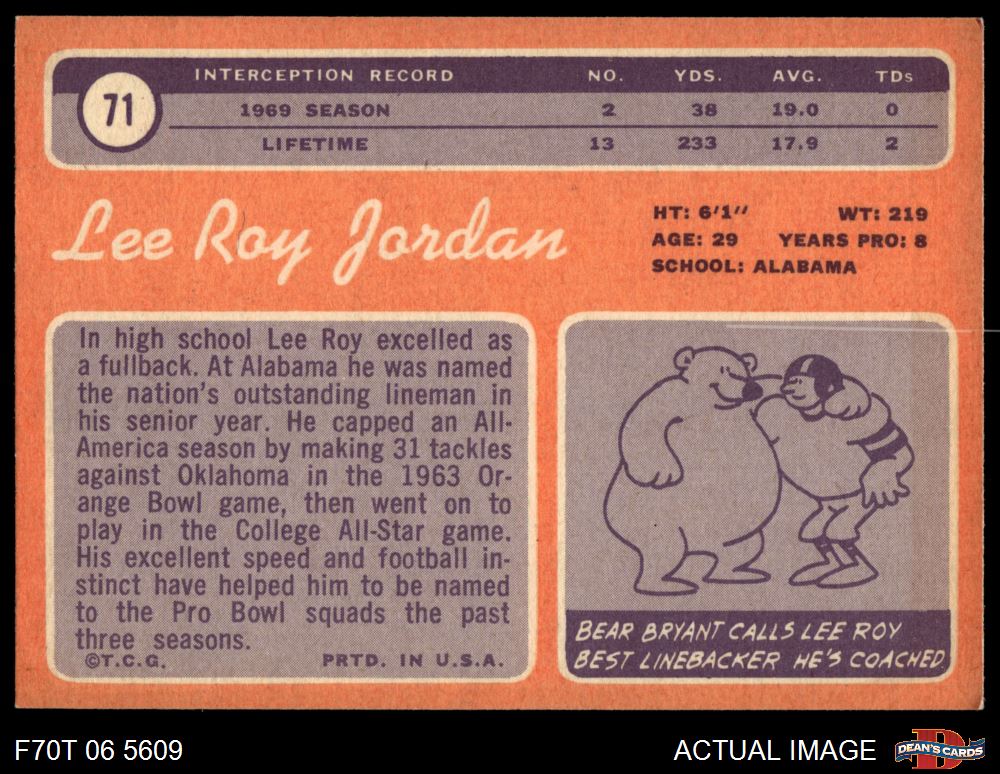 71
INTERCEPTION RECORD NO. YDS. AVG. TDs
1969 SEASON 2 38 19.0 0
LIFETIME 13 233 17.9 2
Lee Roy Jordan
HT: 6'1" WT: 219
AGE: 29 YEARS PRO: 8
SCHOOL: ALABAMA
In high school Lee Roy excelled as
a fullback. At Alabama he was named
the nation's outstanding lineman in
his senior year. He capped an All-
America season by making 31 tackles
against Oklahoma in the 1963 Or-
ange Bowl game, then went on to
play in the College All-Star game.
His excellent speed and football in-
stinct have helped him to be named
to the Pro Bowl squads the past
three seasons.
©T.C.G. PRTD. IN U.S.A.
BEAR BRYANT CALLS LEE ROY
BEST LINEBACKER HE'S COACHED
F70T 06 5609
ACTUAL IMAGE
D
DEAN'S CARDS